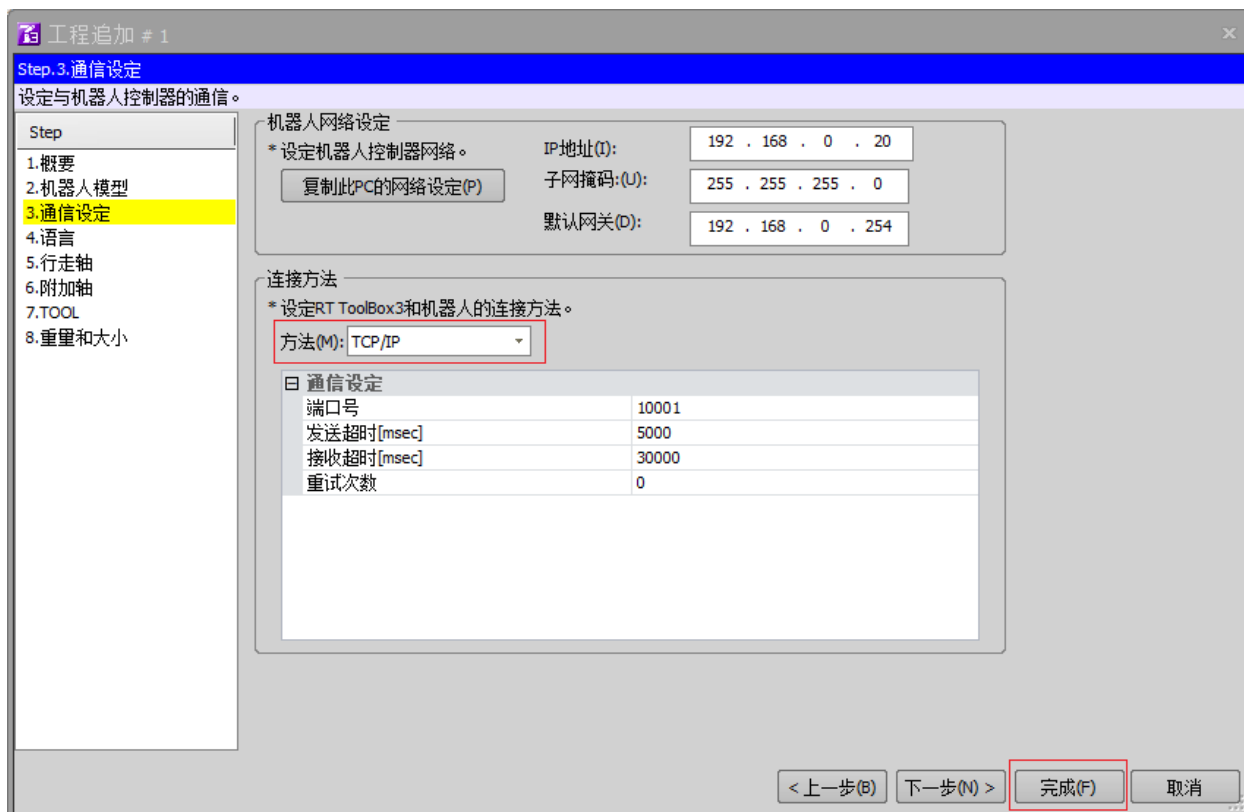 工程追加 # 1
Step.3.通信设定
设定与机器人控制器的通信。
Step
1.概要
2.机器人模型
3.通信设定
4.语言
5.行走轴
6.附加轴
7.TOOL
8.重量和大小
机器人网络设定
*设定机器人控制器网络。
复制此PC的网络设定(P)
IP地址(I): 192 . 168 . 0 . 20
子网掩码:(U): 255 . 255 . 255 . 0
默认网关(D): 192 . 168 . 0 . 254
连接方法
*设定RT ToolBox3和机器人的连接方法。
方法(M): TCP/IP
通信设定
端口号 10001
发送超时[msec] 5000
接收超时[msec] 30000
重试次数 0
<上一步(B) 下一步(N) > 完成(F) 取消